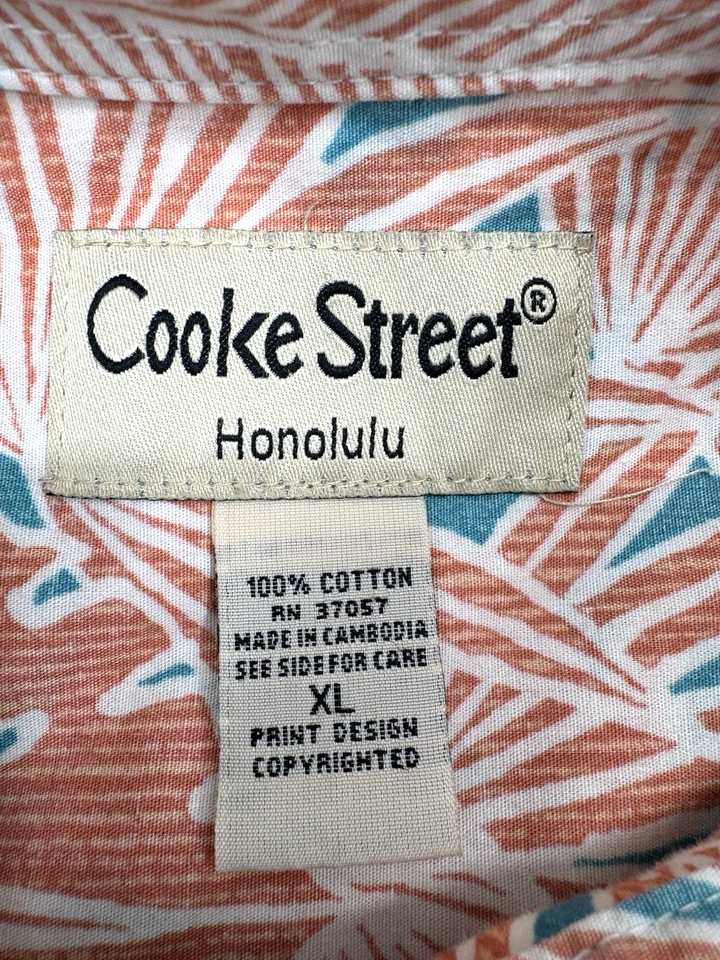 Cooke Street®
Honolulu
100% COTTON
RN 37057
MADE IN CAMBODIA
SEE SIDE FOR CARE
XL
PRINT DESIGN
COPYRIGHTED